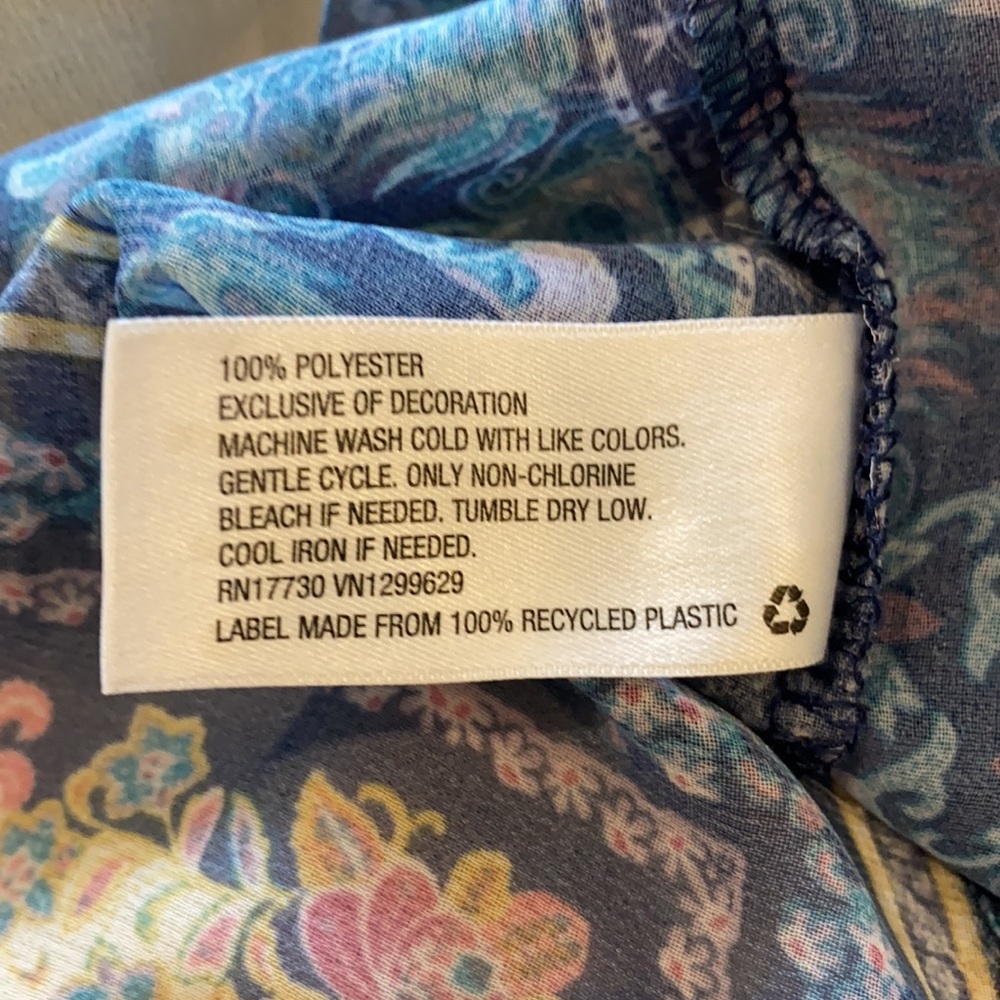 100% POLYESTER
EXCLUSIVE OF DECORATION
MACHINE WASH COLD WITH LIKE COLORS.
GENTLE CYCLE. ONLY NON-CHLORINE
BLEACH IF NEEDED. TUMBLE DRY LOW.
COOL IRON IF NEEDED.
RN17730 VN1299629
LABEL MADE FROM 100% RECYCLED PLASTIC